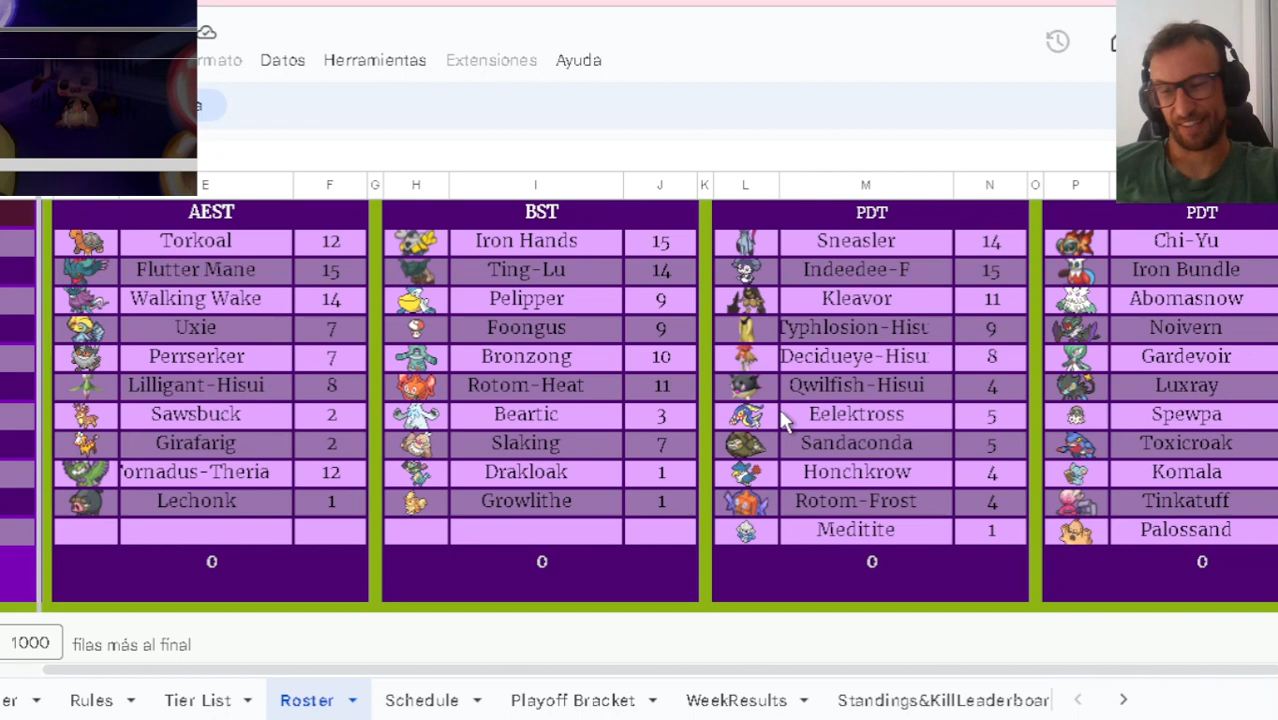 rmato Datos Herramientas Extensiones Ayuda
a
E F G H I J K L M N O P
AEST BST PDT PDT
Torkoal 12 Iron Hands 15 Sneasler 14 Chi-Yu
Flutter Mane 15 Ting-Lu 14 Indeedee-F 15 Iron Bundle
Walking Wake 14 Pelipper 9 Kleavor 11 Abomasnow
Uxie 7 Foongus 9 Typhlosion-Hisu 9 Noivern
Perrserker 7 Bronzong 10 Decidueye-Hisu 8 Gardevoir
Lilligant-Hisui 8 Rotom-Heat 11 Qwilfish-Hisui 4 Luxray
Sawsbuck 2 Beartic 3 Eelektross 5 Spewpa
Girafarig 2 Slaking 7 Sandaconda 5 Toxicroak
ornadus-Theria 12 Drakloak 1 Honchkrow 4 Komala
Lechonk 1 Growlithe 1 Rotom-Frost 4 Tinkatuff
Meditite 1 Palossand
0 0 0 0
1000 filas más al final
er Rules Tier List Roster Schedule Playoff Bracket WeekResults Standings&KillLeaderboar